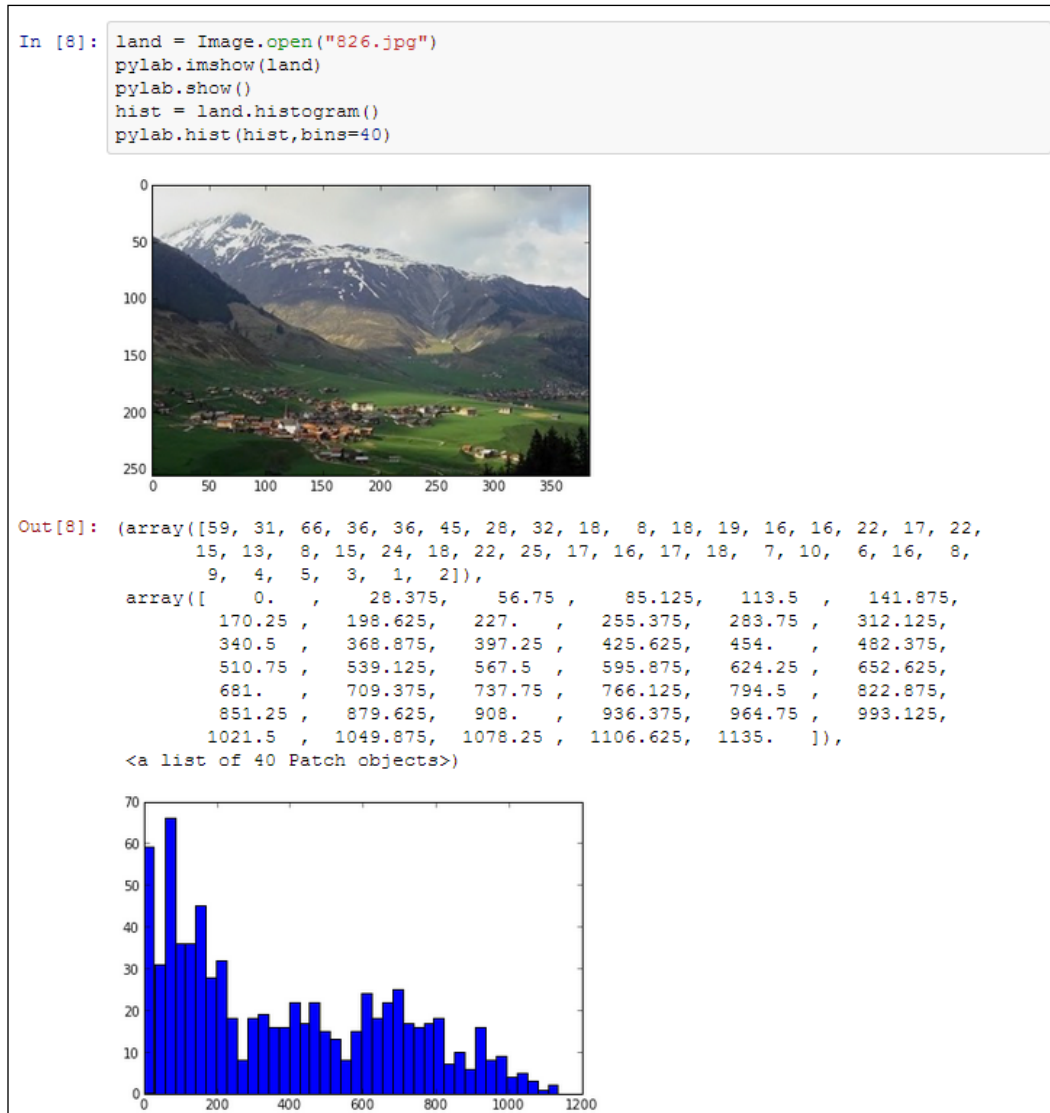 In [8]: land = Image.open("826.jpg")
pylab.imshow(land)
pylab.show()
hist = land.histogram()
pylab.hist(hist,bins=40)
0
50
100
150
200
250
0 50 100 150 200 250 300 350
Out[8]: (array([59, 31, 66, 36, 36, 45, 28, 32, 18,  8, 18, 19, 16, 16, 22, 17, 22,
15, 13,  8, 15, 24, 18, 22, 25, 17, 16, 17, 18,  7, 10,  6, 16,  8,
9,  4,  5,  3,  1,  2]),
array([    0.   ,    28.375,    56.75 ,    85.125,   113.5  ,   141.875,
170.25 ,   198.625,   227.   ,   255.375,   283.75 ,   312.125,
340.5  ,   368.875,   397.25 ,   425.625,   454.   ,   482.375,
510.75 ,   539.125,   567.5  ,   595.875,   624.25 ,   652.625,
681.   ,   709.375,   737.75 ,   766.125,   794.5  ,   822.875,
851.25 ,   879.625,   908.   ,   936.375,   964.75 ,   993.125,
1021.5  ,  1049.875,  1078.25 ,  1106.625,  1135.   ]),
<a list of 40 Patch objects>)
70
60
50
40
30
20
10
0
0 200 400 600 800 1000 1200